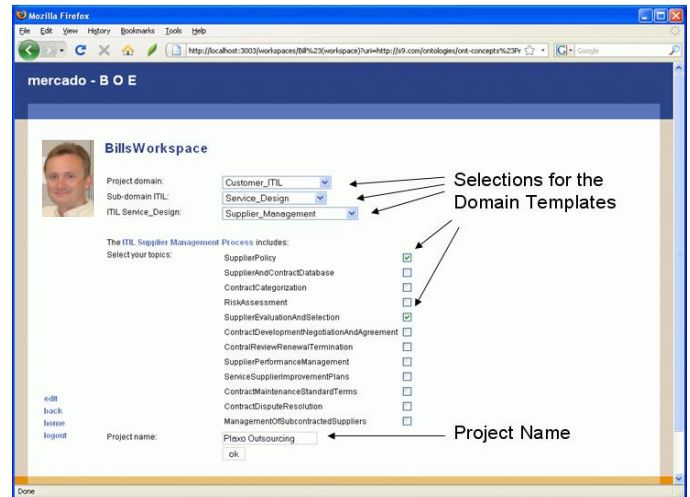 Mozilla Firefox
File Edit View History Bookmarks Tools Help
http://localhost:3003/workspaces/Bill%23(workspace)?uri=http://s9.com/ontologies/ont-concepts%23Pr
Google
mercado - B O E
BillsWorkspace
Project domain: Customer_ITIL
Sub-domain ITIL: Service_Design
ITIL Service_Design: Supplier_Management
Selections for the
Domain Templates
The ITIL Supplier Management Process includes:
Select your topics: SupplierPolicy
SupplierAndContractDatabase
ContractCategorization
RiskAssessment
SupplierEvaluationAndSelection
ContractDevelopmentNegotiationAndAgreement
ContralReviewRenewalTermination
SupplierPerformanceManagement
ServiceSupplierImprovementPlans
ContractMaintenanceStandardTerms
ContractDisputeResolution
ManagementOfSubcontractedSuppliers
edit
back
home
logout
Project name: Plexo Outsourcing
Project Name
ok
Done